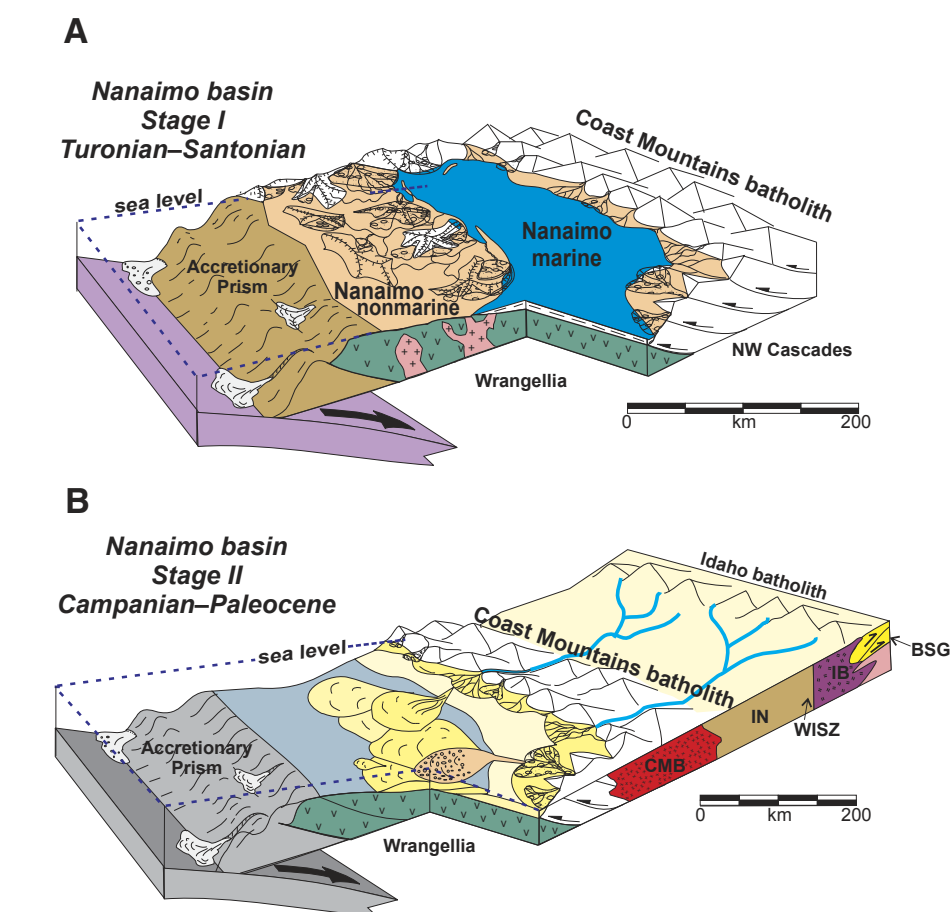 A
Nanaimo basin
Stage I
Turonian–Santonian
Coast Mountains batholith
sea level
Nanaimo
marine
Accretionary
Prism
Nanaimo
nonmarine
NW Cascades
Wrangellia
0 km 200
B
Nanaimo basin
Stage II
Campanian–Paleocene
Idaho batholith
Coast Mountains batholith
sea level
BSG
IB
IN
WISZ
Accretionary
Prism
CMB
0 km 200
Wrangellia